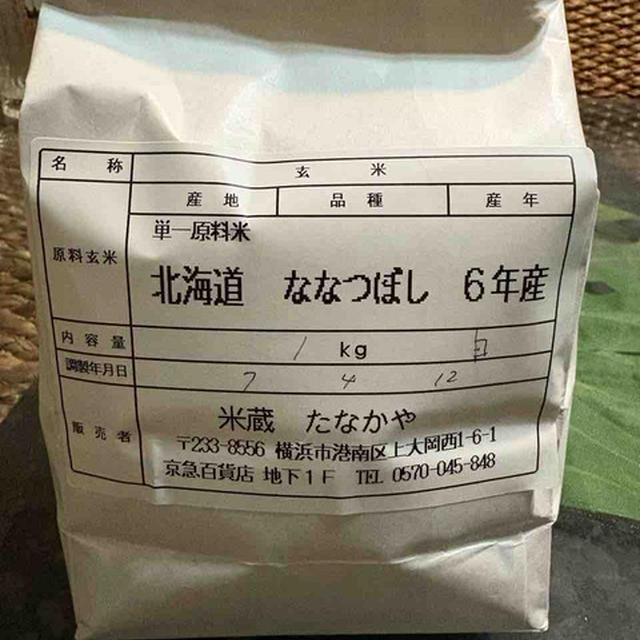 名称 玄米
産地 品種 産年
単一原料米
原料玄米
北海道 ななつぼし 6年産
内容量 1 kg 白
調製年月日 7 4 12
販売者
米蔵 たなかや
〒233-8556 横浜市港南区上大岡西1-6-1
京急百貨店 地下1F TEL 0570-045-848